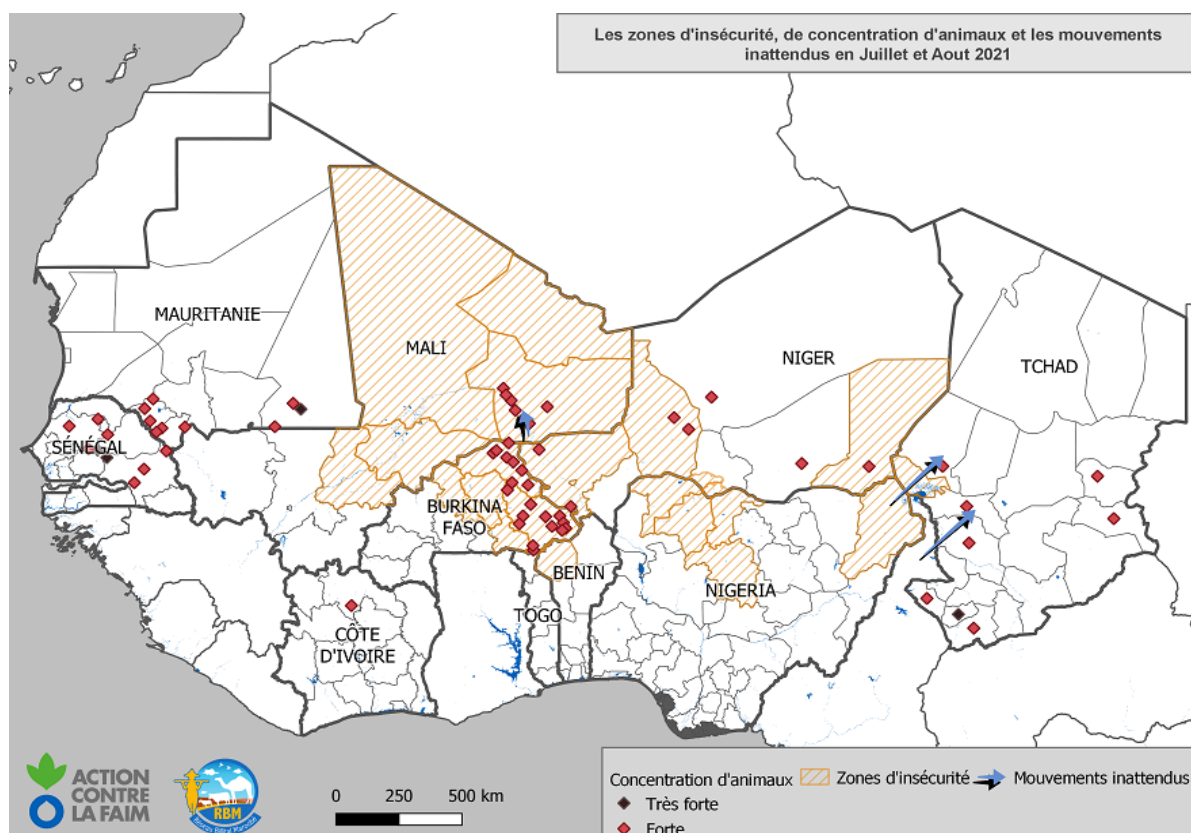 Les zones d'insécurité, de concentration d'animaux et les mouvements
inattendus en Juillet et Aout 2021
MAURITANIE
MALI
NIGER
TCHAD
SÉNÉGAL
BURKINA
FASO
BENIN
NIGERIA
TOGO
CÔTE
D'IVOIRE
ACTION
CONTRE
LA FAIM
RBM
0 250 500 km
Concentration d'animaux
Zones d'insécurité
Mouvements inattendus
Très forte
Forte